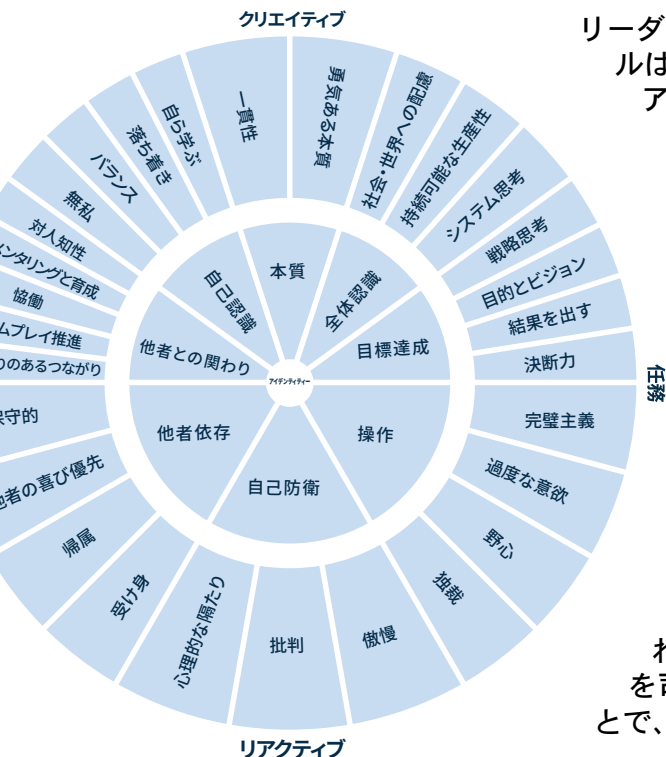 クリエイティブ
リーダ
ルは
ア
自ら学ぶ
落ち着き
バランス
無私
対人知性
メンタリングと育成
協働
ムプレイ推進
りのあるつながり
一貫性
勇気ある本質
社会・世界への配慮
持続可能な生産性
システム思考
戦略思考
目的とビジョン
結果を出す
決断力
他者との関わり
自己認識
本質
全体認識
目標達成
アイデンティティー
任務
他者依存
自己防衛
操作
保守的
他者の喜び優先
帰属
受け身
心理的な隔たり
批判
傲慢
独裁
野心
過度な意欲
完璧主義
を
とで、
リアクティブ